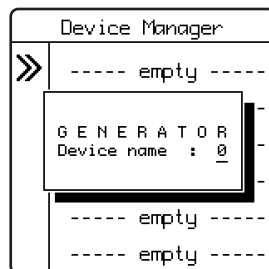 Device Manager
----- empty -----
G E N E R A T O R
Device name : 0
----- empty -----
----- empty -----